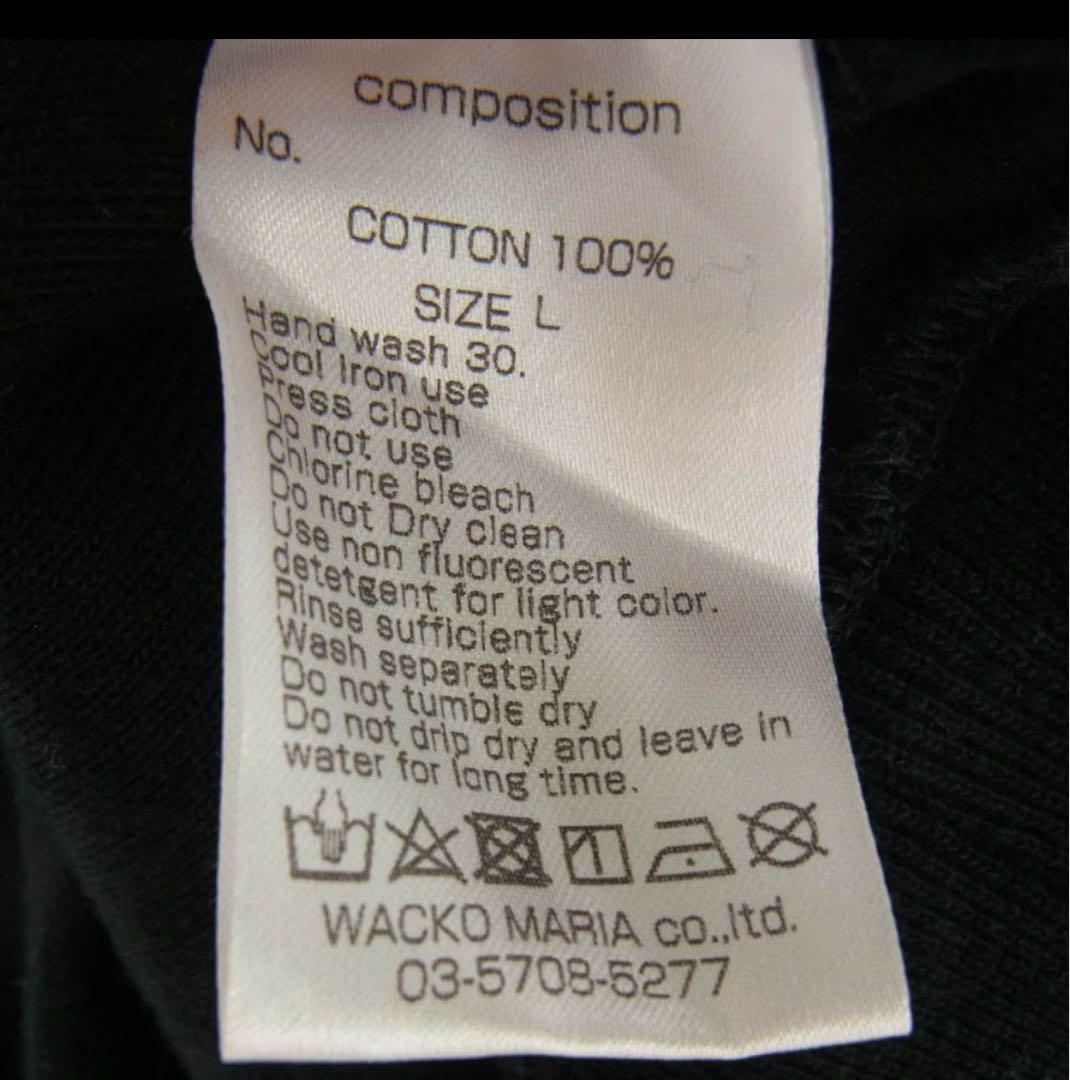 composition
No.
COTTON 100%
SIZE L
Hand wash 30.
Cool Iron use
Press cloth
Do not use
Chlorine bleach
Do not Dry clean
Use non fluorescent
detetgent for light color.
Rinse sufficiently
Wash separately
Do not tumble dry
Do not drip dry and leave in
water for long time.
WACKO MARIA co.,ltd.
03-5708-5277